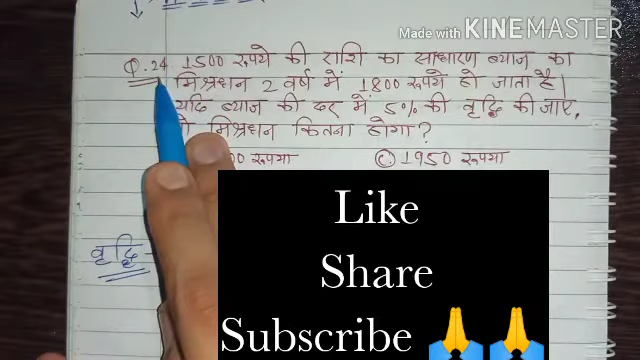 Made with KINEMASTER
Q.24 1500 रूपये की राशि का साधारण ब्याज का
मिश्रधन 2 वर्ष में 1800 रूपये हो जाता है।
यदि ब्याज की दर में 5% की वृद्धि की जाए,
मिश्रधन कितना होगा?
रूपया C. 1950 रूपया
वृद्धि -
Like
Share
Subscribe 🙏🙏